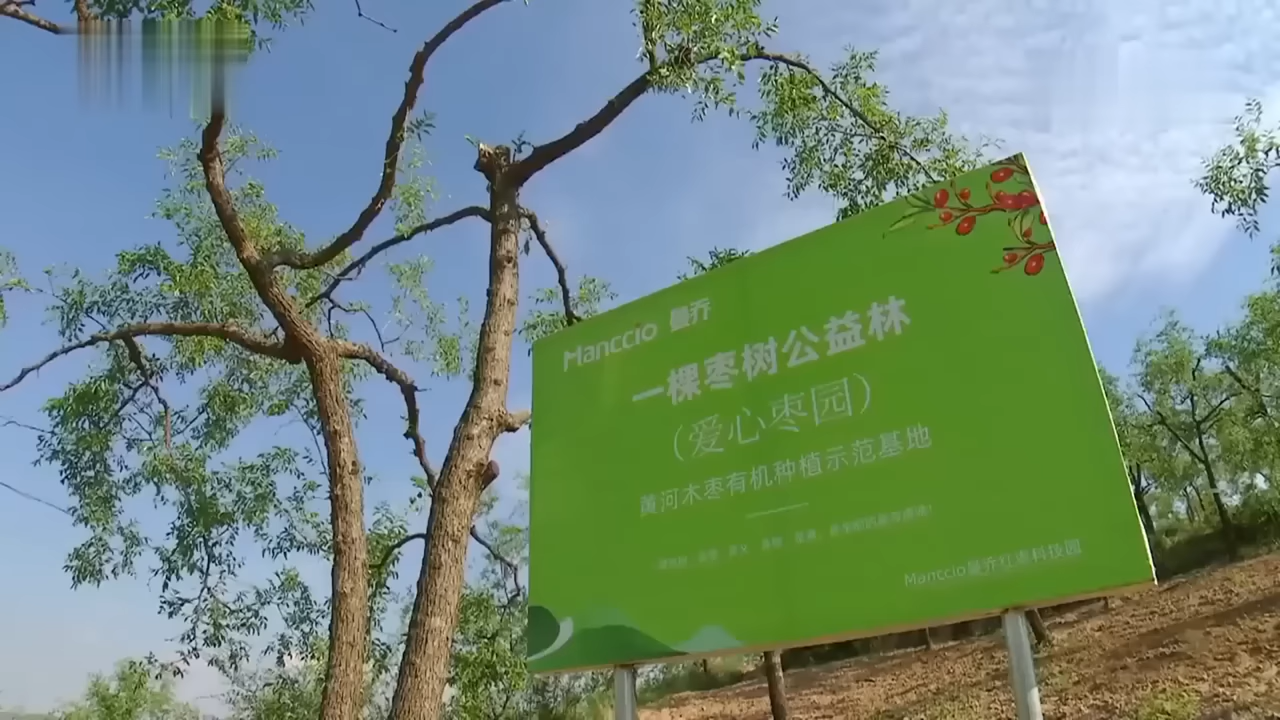 Manccio 曼乔
一棵枣树公益林
(爱心枣园)
黄河木枣有机种植示范基地
Manccio曼乔红枣科技园